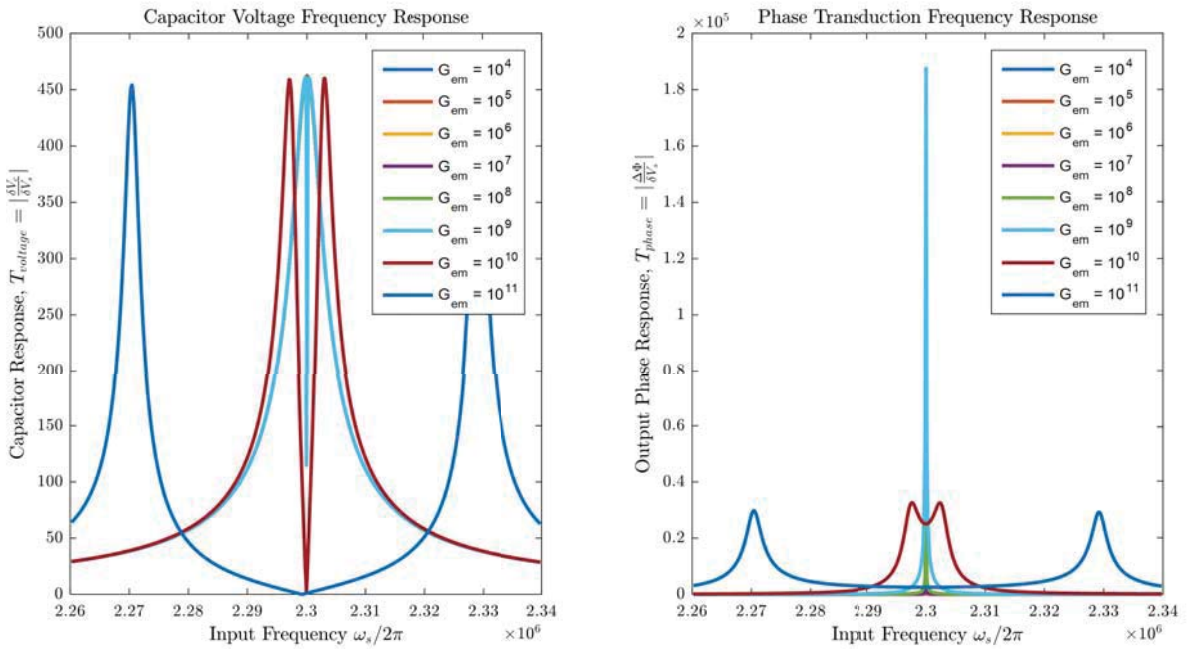 Capacitor Voltage Frequency Response
500
450
400
350
300
250
200
150
100
50
0
Capacitor Response, T_voltage = |δV_c/δV_s|
G_em = 10^4
G_em = 10^5
G_em = 10^6
G_em = 10^7
G_em = 10^8
G_em = 10^9
G_em = 10^10
G_em = 10^11
2.26 2.27 2.28 2.29 2.3 2.31 2.32 2.33 2.34
Input Frequency ω_s/2π
×10^6
Phase Transduction Frequency Response
×10^5
2
1.8
1.6
1.4
1.2
1
0.8
0.6
0.4
0.2
0
Output Phase Response, T_phase = |ΔΦ/δV_s|
G_em = 10^4
G_em = 10^5
G_em = 10^6
G_em = 10^7
G_em = 10^8
G_em = 10^9
G_em = 10^10
G_em = 10^11
2.26 2.27 2.28 2.29 2.3 2.31 2.32 2.33 2.34
Input Frequency ω_s/2π
×10^6